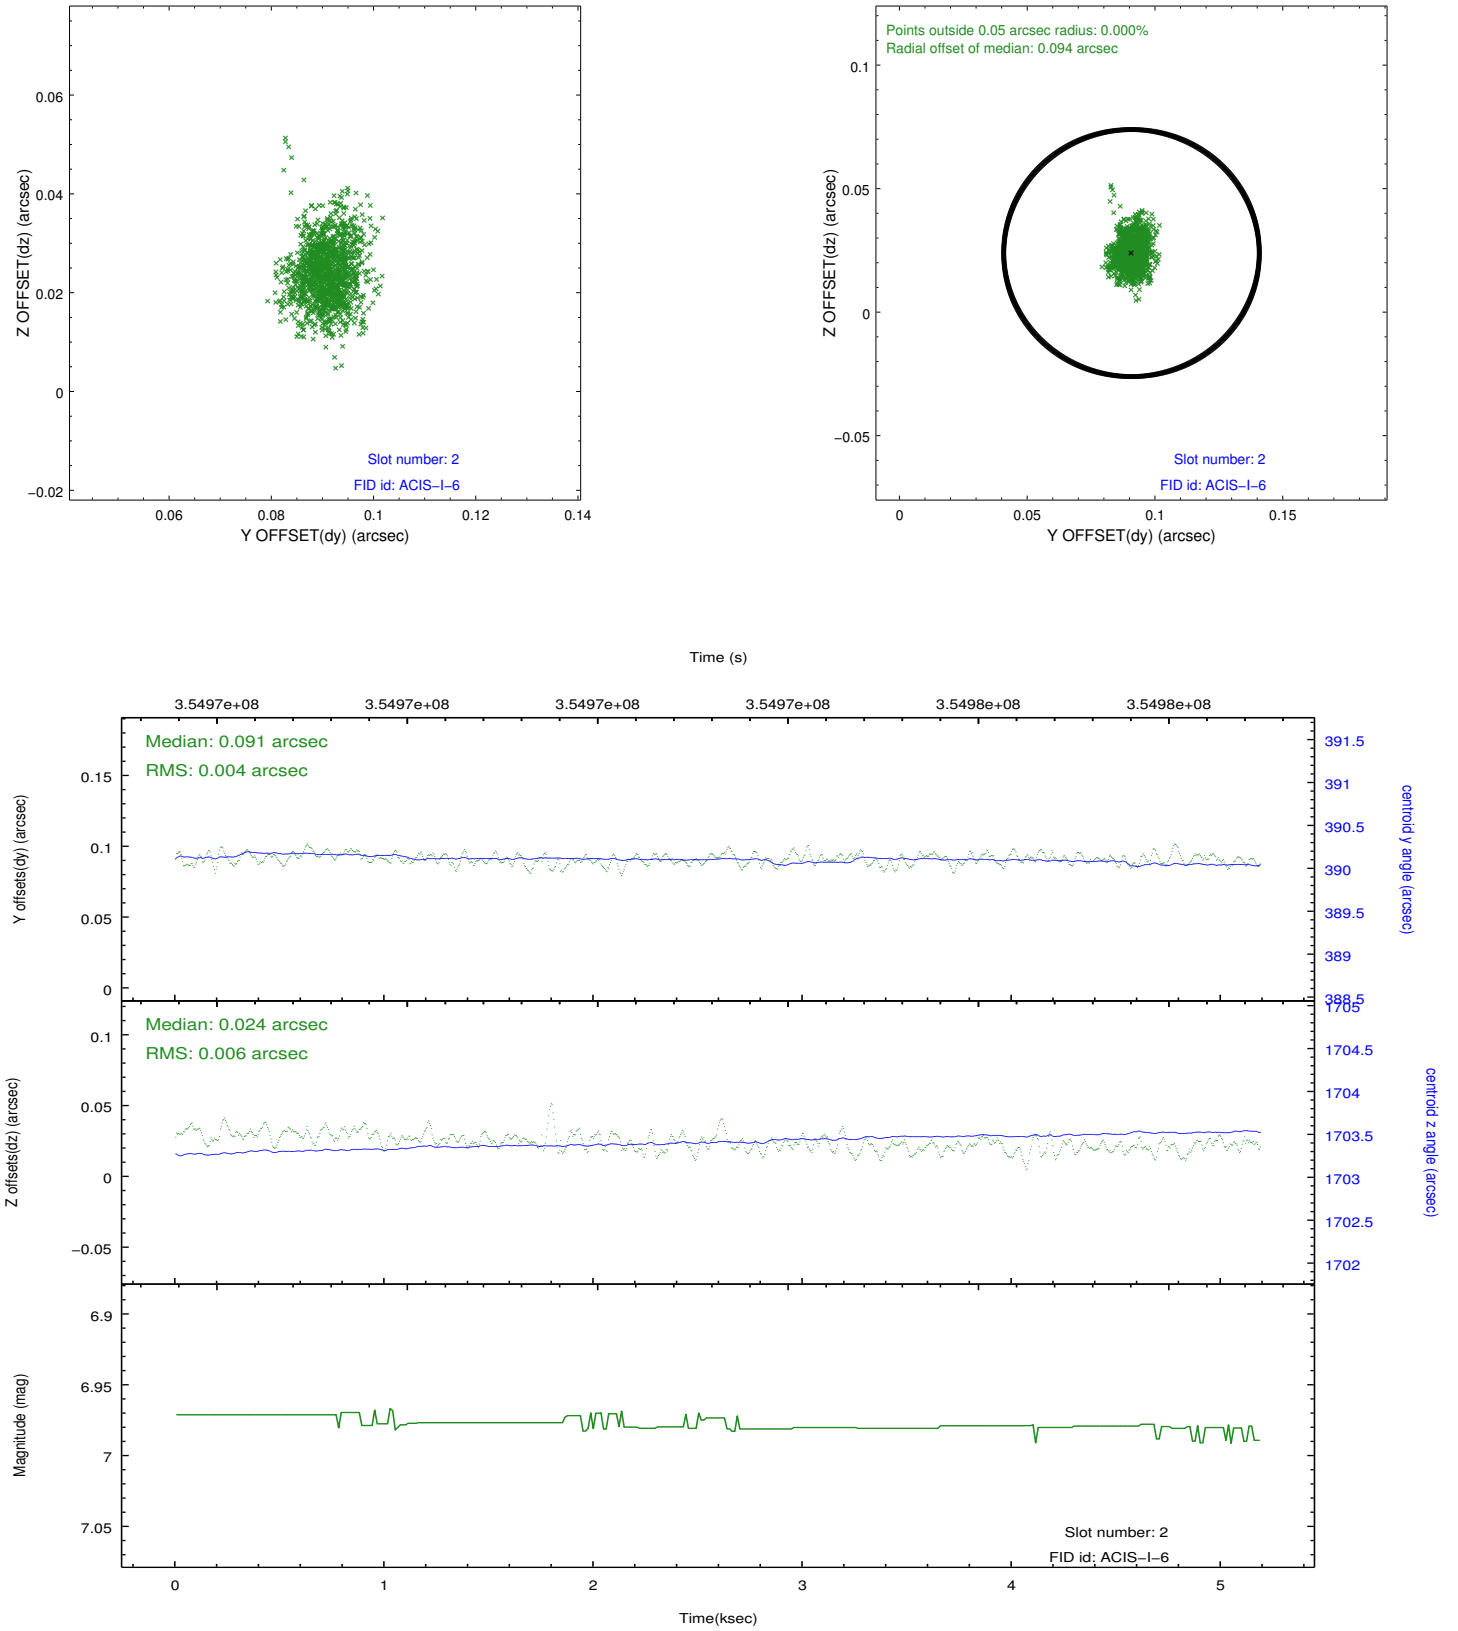 0.06
0.04
0.02
0
−0.02
0.06
0.08
0.1
0.12
0.14
Z OFFSET(dz) (arcsec)
Y OFFSET(dy) (arcsec)
Slot number: 2
FID id: ACIS−I−6
Points outside 0.05 arcsec radius: 0.000%
Radial offset of median: 0.094 arcsec
0.1
0.05
0
−0.05
0
0.05
0.1
0.15
Z OFFSET(dz) (arcsec)
Y OFFSET(dy) (arcsec)
Slot number: 2
FID id: ACIS−I−6
Time (s)
3.5497e+08
3.5497e+08
3.5497e+08
3.5497e+08
3.5498e+08
3.5498e+08
Median: 0.091 arcsec
RMS: 0.004 arcsec
0.15
0.1
0.05
0
Y offsets(dy) (arcsec)
391.5
391
390.5
390
389.5
389
388.5
centroid y angle (arcsec)
Median: 0.024 arcsec
RMS: 0.006 arcsec
0.1
0.05
0
−0.05
Z offsets(dz) (arcsec)
1705
1704.5
1704
1703.5
1703
1702.5
1702
centroid z angle (arcsec)
6.9
6.95
7
7.05
Magnitude (mag)
Slot number: 2
FID id: ACIS−I−6
0
1
2
3
4
5
Time(ksec)